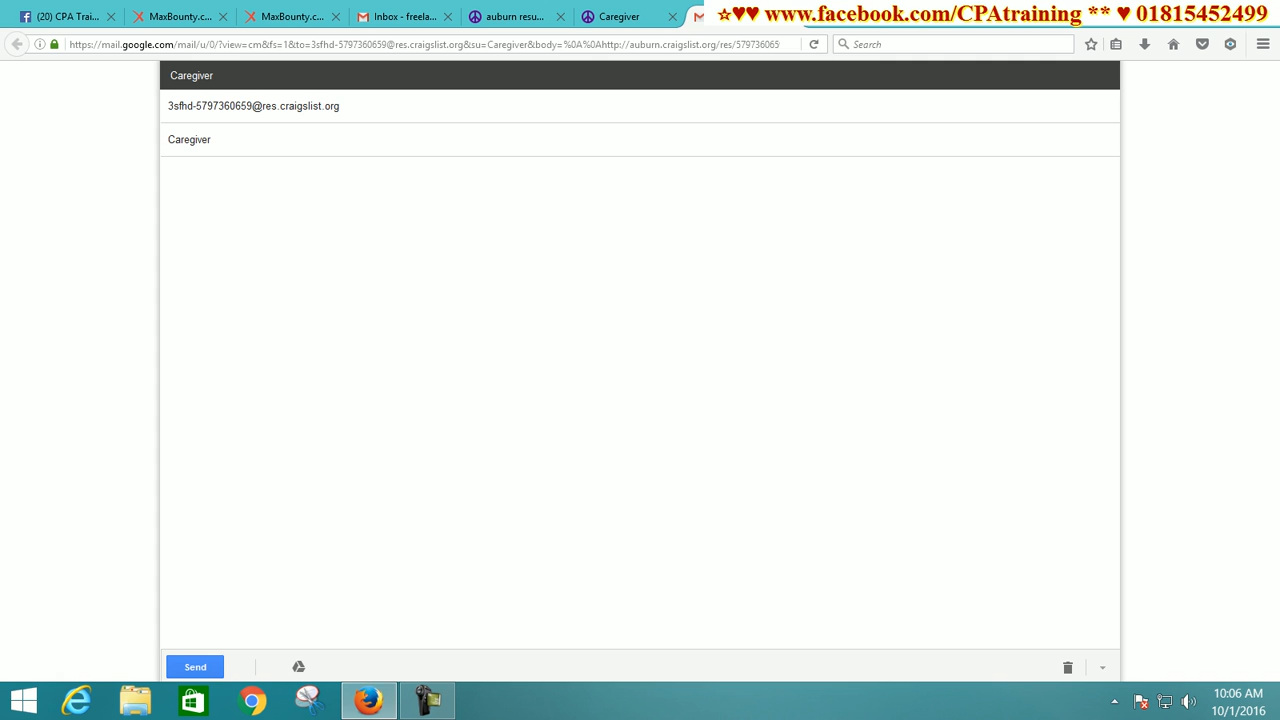 (20) CPA Trai...
MaxBounty.c...
MaxBounty.c...
Inbox - freela...
auburn resu...
Caregiver
☆♥♥ www.facebook.com/CPAtraining ** ♥ 01815452499
https://mail.google.com/mail/u/0/?view=cm&fs=1&to=3sfhd-5797360659@res.craigslist.org&su=Caregiver&body=%0A%0Ahttp://auburn.craigslist.org/res/579736065
Search
Caregiver
3sfhd-5797360659@res.craigslist.org
Caregiver
Send
10:06 AM
10/1/2016